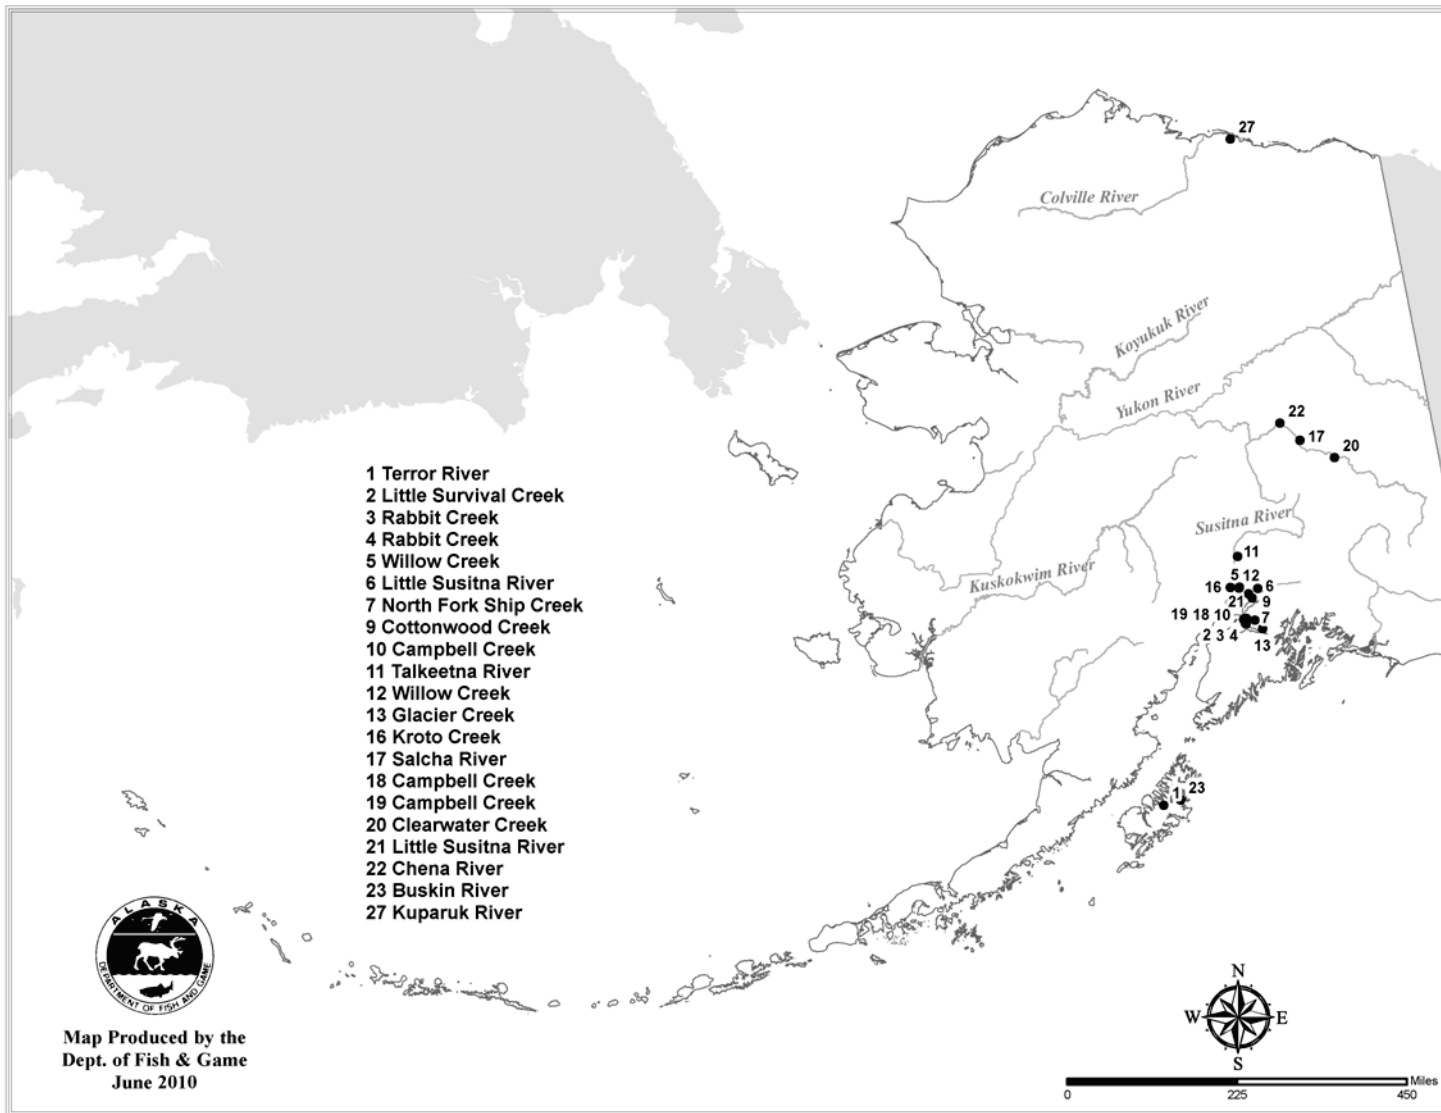 27
Colville River
Koyukuk River
Yukon River
22
17
20
Susitna River
11
Kuskokwim River
5 12
16 6
21 9
19 18 10 7
2 3 4 13
1 23
1 Terror River
2 Little Survival Creek
3 Rabbit Creek
4 Rabbit Creek
5 Willow Creek
6 Little Susitna River
7 North Fork Ship Creek
9 Cottonwood Creek
10 Campbell Creek
11 Talkeetna River
12 Willow Creek
13 Glacier Creek
16 Kroto Creek
17 Salcha River
18 Campbell Creek
19 Campbell Creek
20 Clearwater Creek
21 Little Susitna River
22 Chena River
23 Buskin River
27 Kuparuk River
ALASKA
DEPARTMENT OF FISH AND GAME
Map Produced by the
Dept. of Fish & Game
June 2010
N
W E
S
Miles
0 225 450